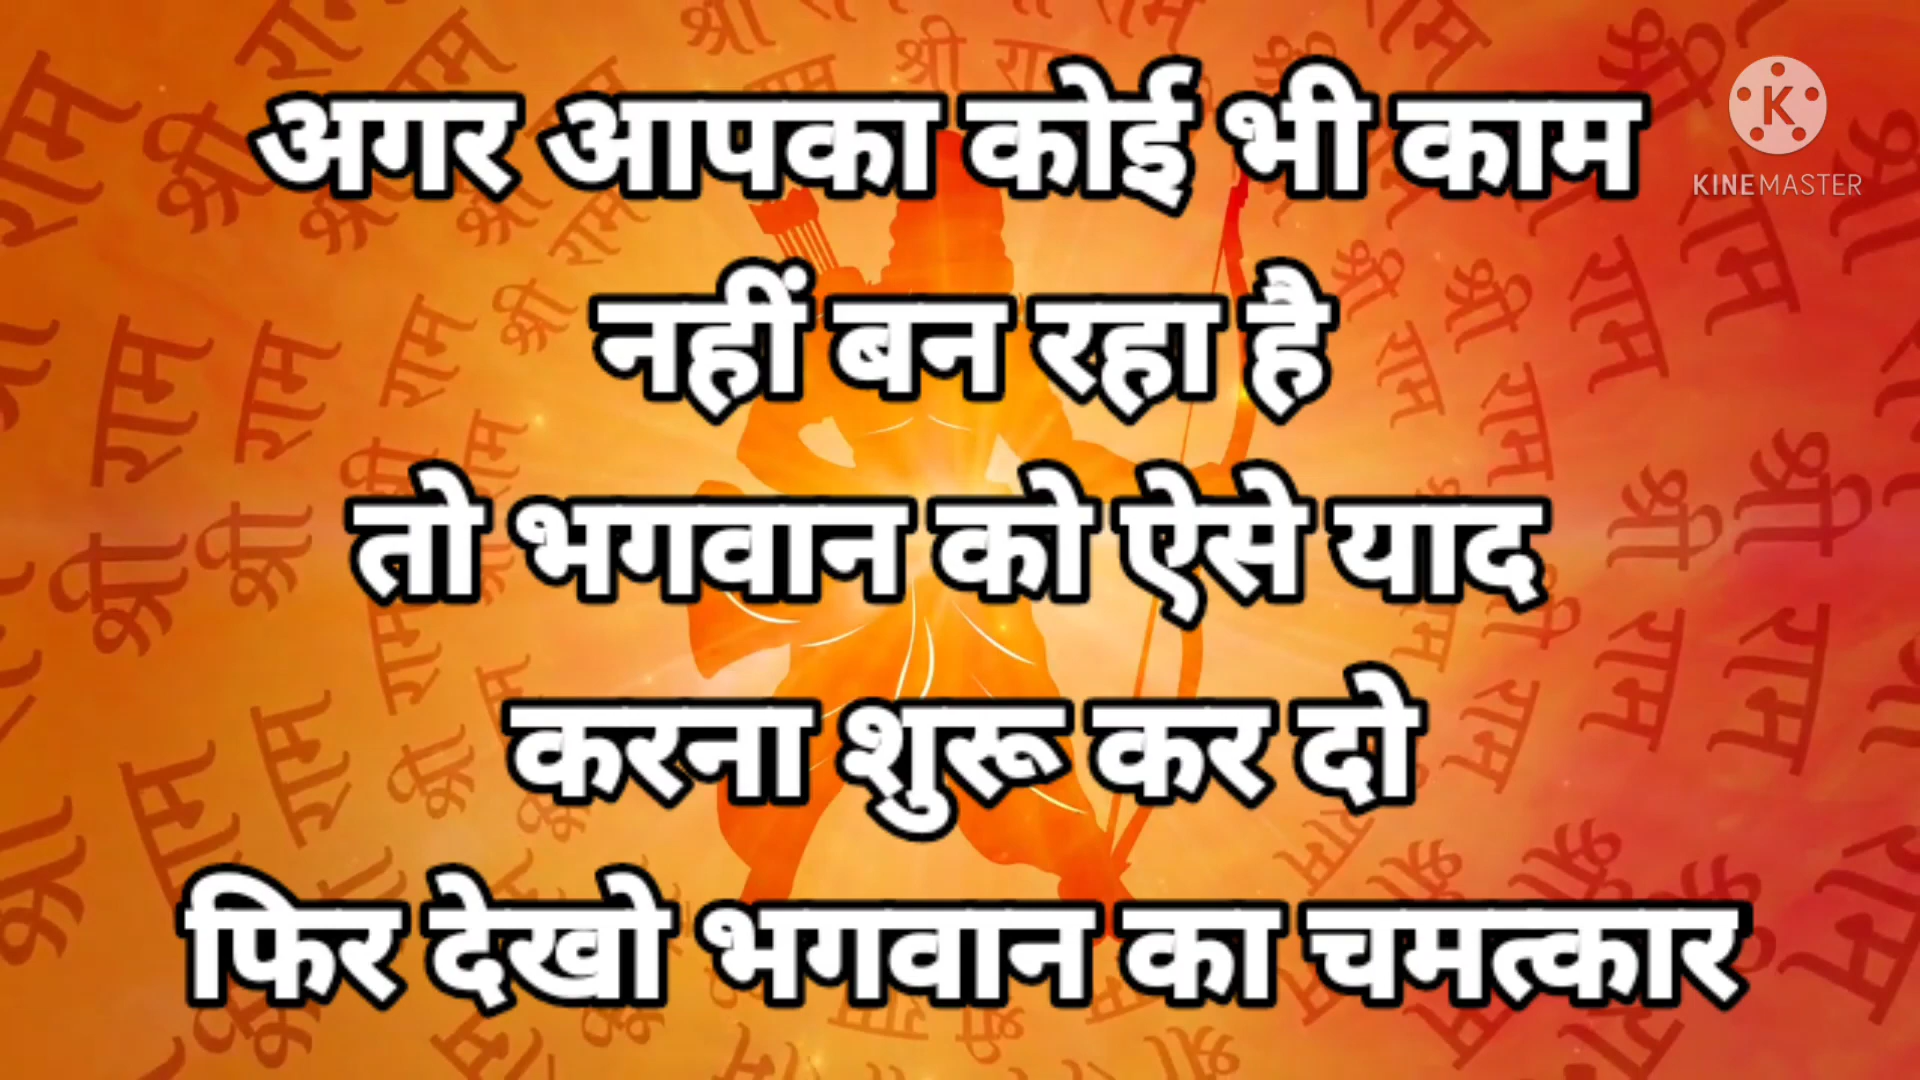 अगर आपका कोई भी काम
नहीं बन रहा है
तो भगवान को ऐसे याद
करना शुरू कर दो
फिर देखो भगवान का चमत्कार
K
KINEMASTER
श्री राम